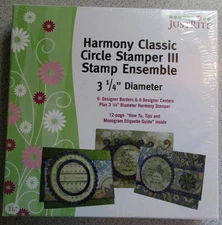 JUSTRITE
Harmony Classic
Circle Stamper III
Stamp Ensemble
3 1/4" Diameter
6 Designer Borders & 6 Designer Centers
Plus 3 1/4" Diameter Harmony Stamper
12-page "How To, Tips and
Monogram Etiquette Guide" inside